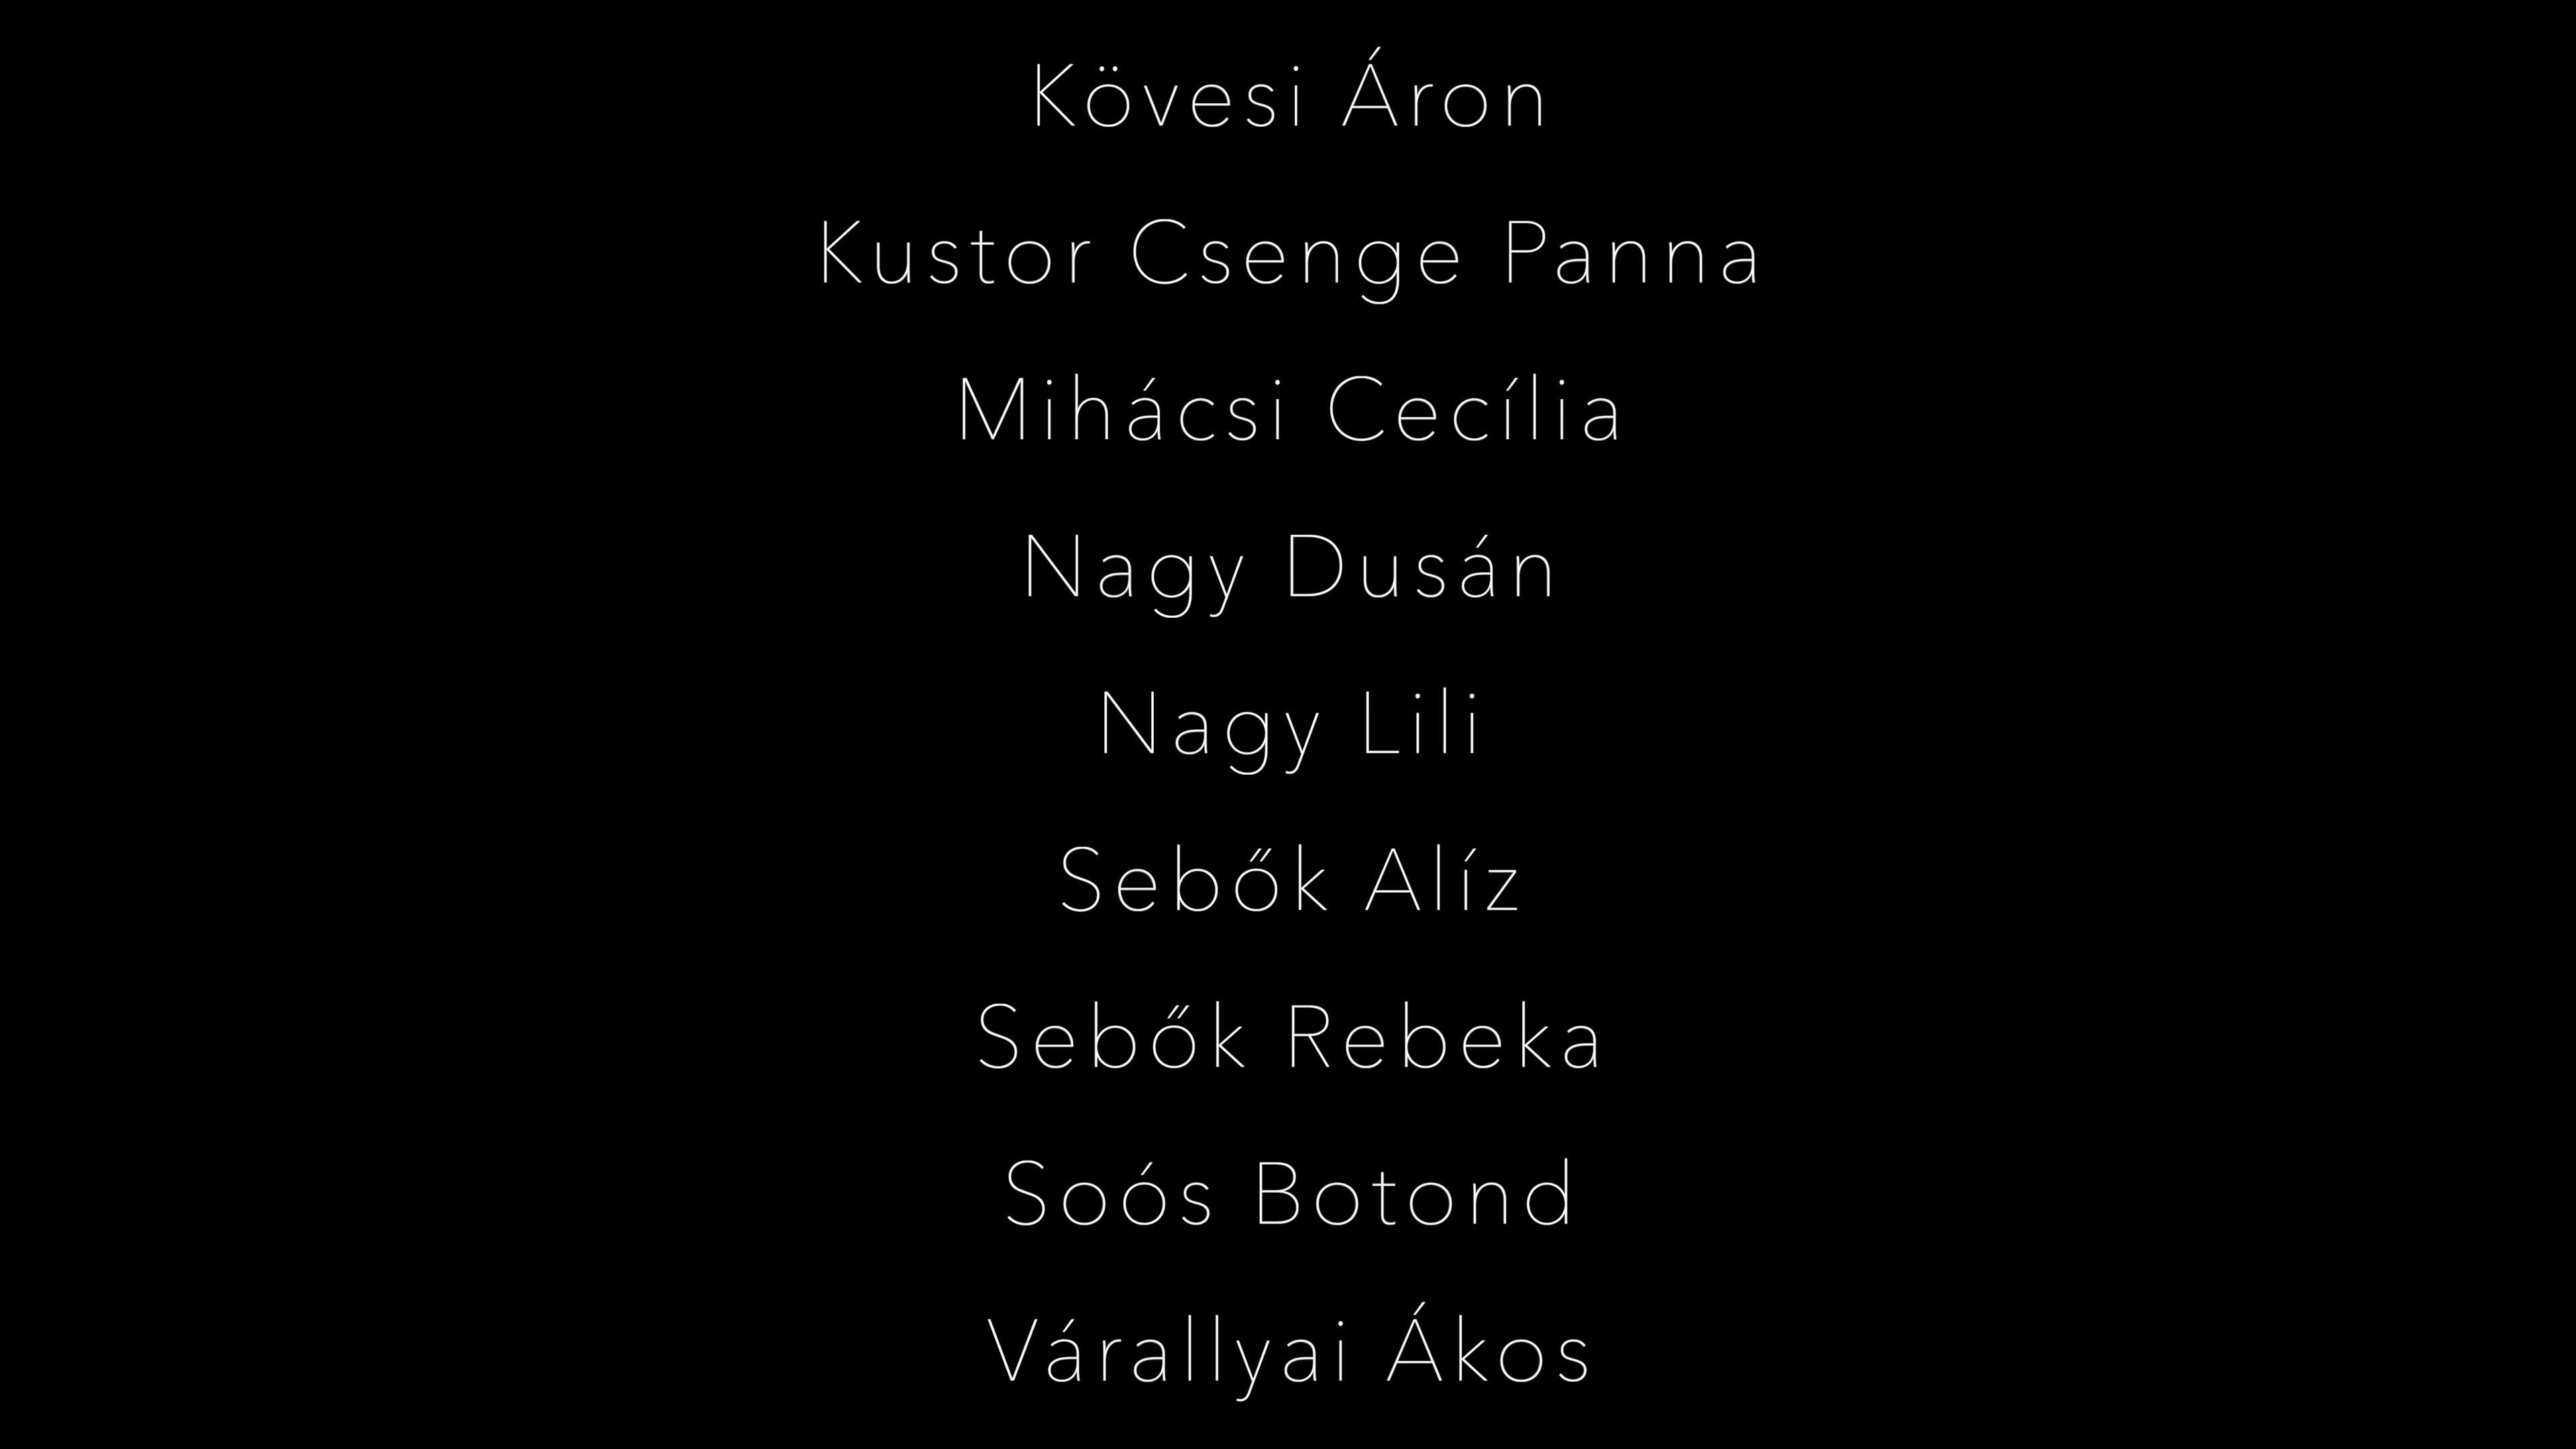 Kövesi Áron
Kustor Csenge Panna
Mihácsi Cecília
Nagy Dusán
Nagy Lili
Sebők Alíz
Sebők Rebeka
Soós Botond
Várallyai Ákos